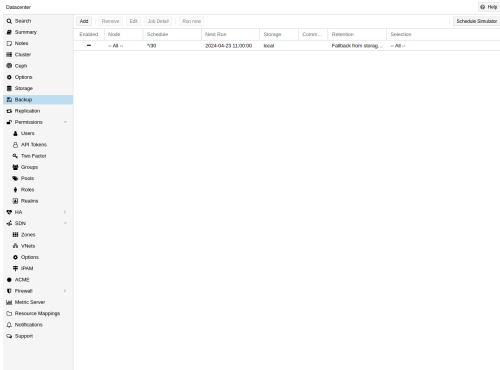 Datacenter
Help
Search
Summary
Notes
Cluster
Ceph
Options
Storage
Backup
Replication
Permissions
Users
API Tokens
Two Factor
Groups
Pools
Roles
Realms
HA
SDN
Zones
VNets
Options
IPAM
ACME
Firewall
Metric Server
Resource Mappings
Notifications
Support
Add Remove Edit Job Detail Run now Schedule Simulator
Enabled Node Schedule Next Run Storage Comm... Retention Selection
-- All -- */30 2024-04-23 11:00:00 local Fallback from storag... -- All --